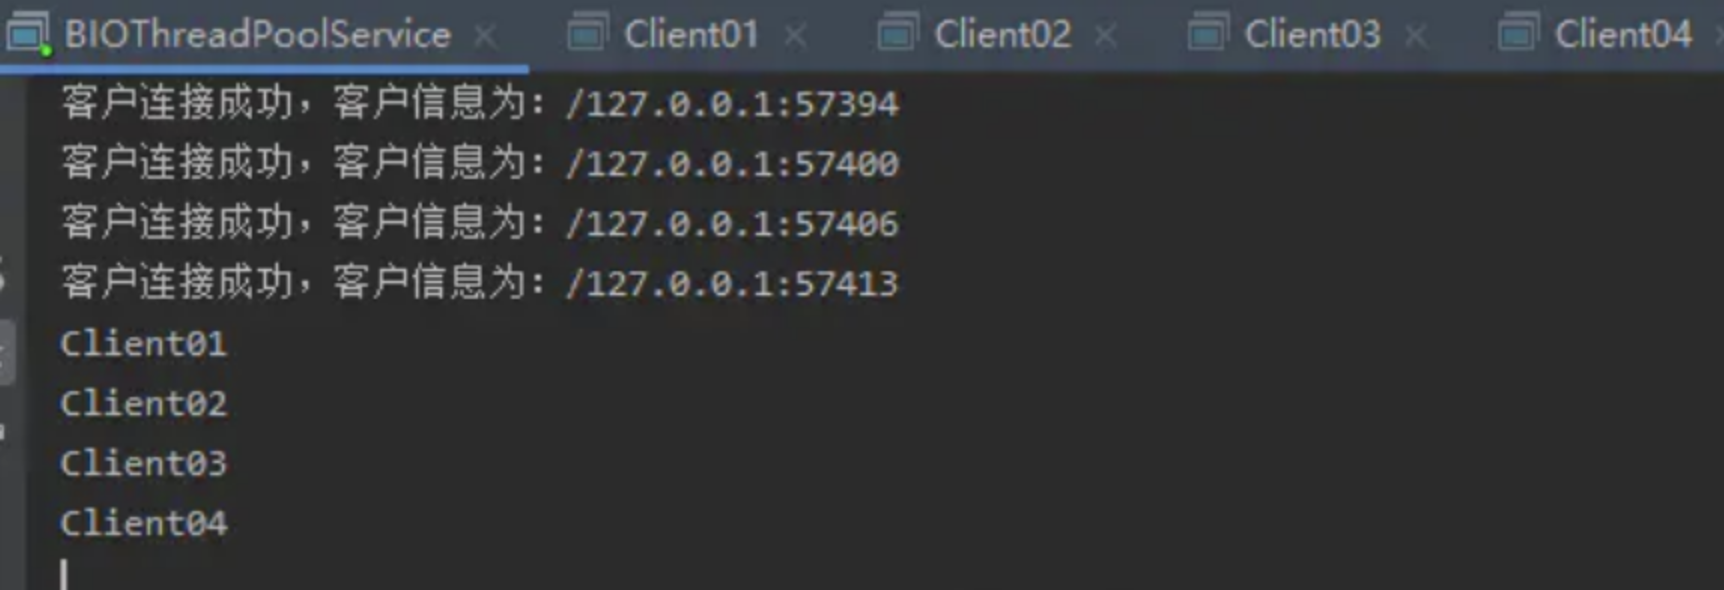 BIOThreadPoolService Client01 Client02 Client03 Client04
客户连接成功，客户信息为：/127.0.0.1:57394
客户连接成功，客户信息为：/127.0.0.1:57400
客户连接成功，客户信息为：/127.0.0.1:57406
客户连接成功，客户信息为：/127.0.0.1:57413
Client01
Client02
Client03
Client04